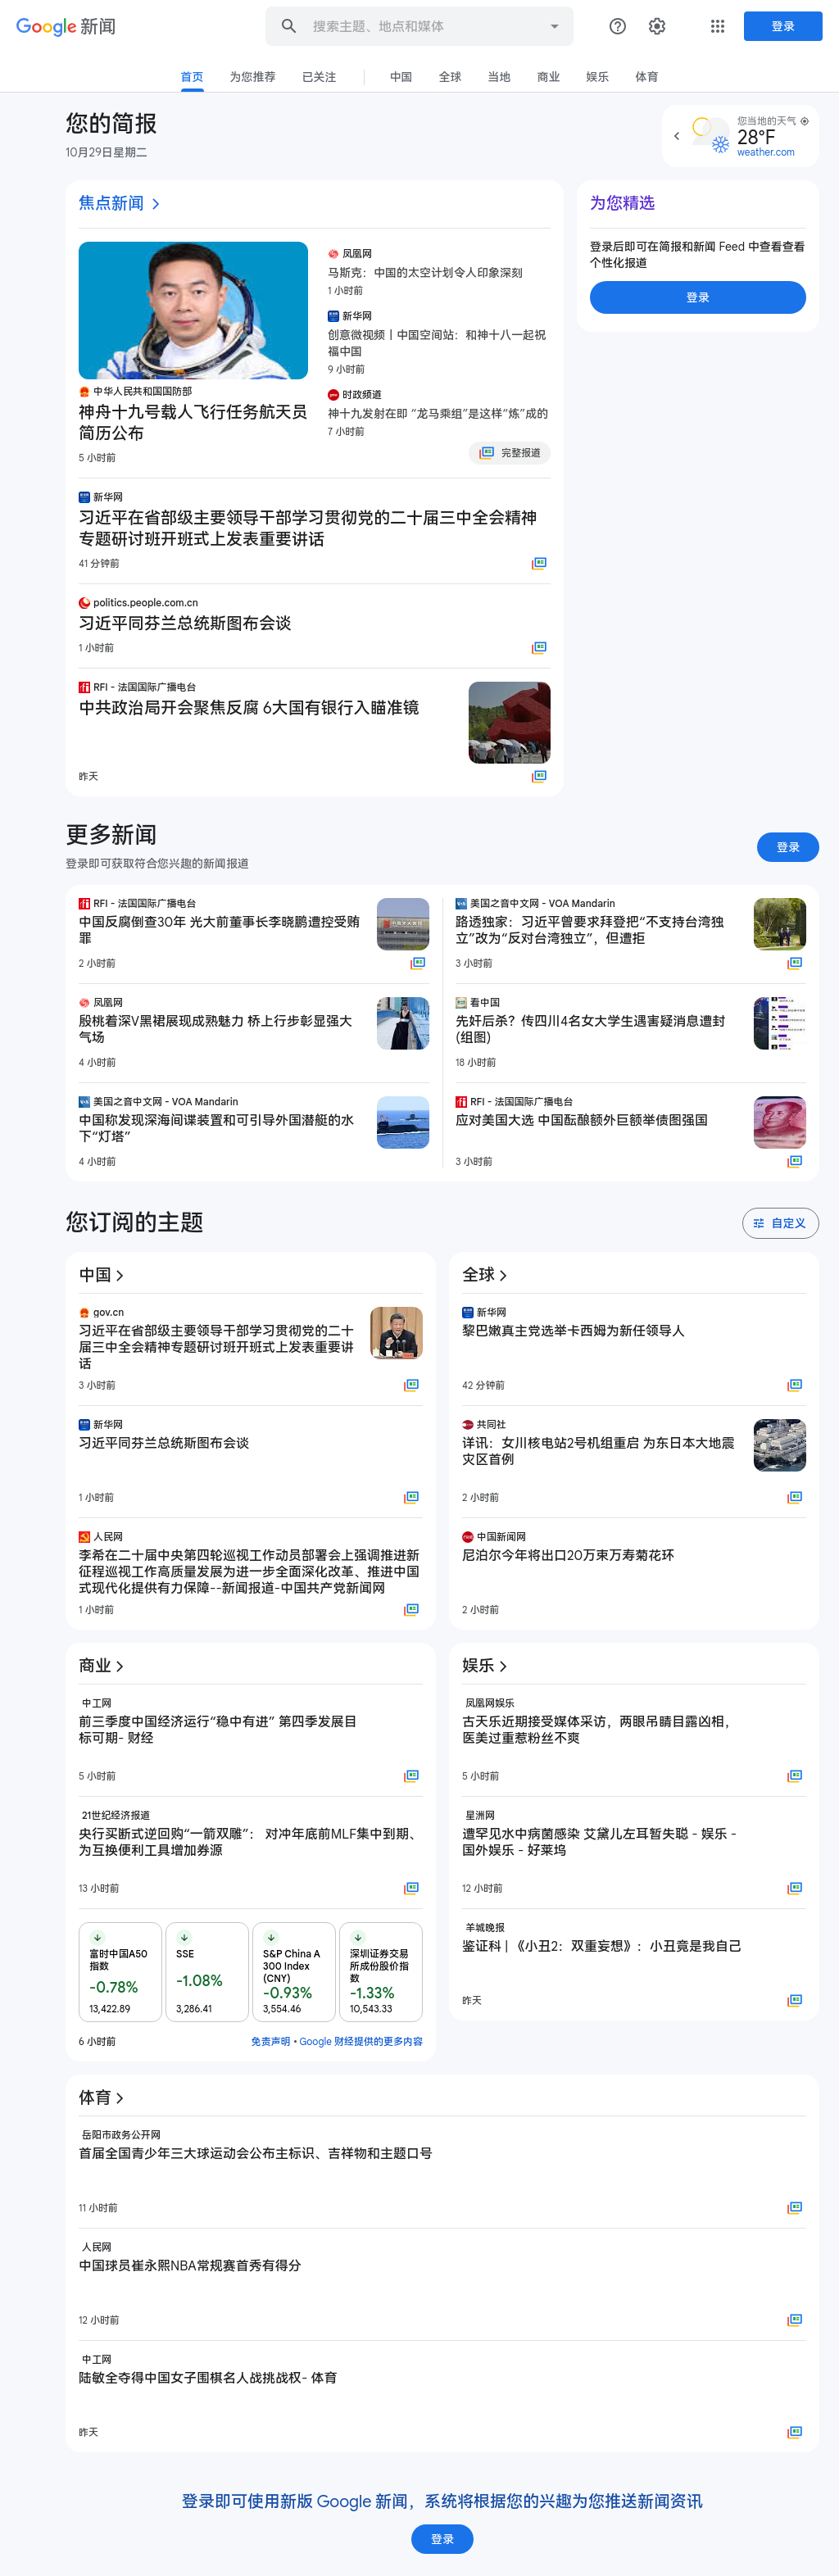 Google 新闻
搜索主题、地点和媒体
登录
首页
为您推荐
已关注
中国
全球
当地
商业
娱乐
体育
您的简报
10月29日星期二
您当地的天气
28°F
weather.com
焦点新闻
中华人民共和国国防部
神舟十九号载人飞行任务航天员
简历公布
5 小时前
凤凰网
马斯克：中国的太空计划令人印象深刻
1 小时前
新华网
创意微视频丨中国空间站：和神十八一起祝
福中国
9 小时前
时政频道
神十九发射在即 “龙马乘组”是这样“炼”成的
7 小时前
完整报道
新华网
习近平在省部级主要领导干部学习贯彻党的二十届三中全会精神
专题研讨班开班式上发表重要讲话
41 分钟前
politics.people.com.cn
习近平同芬兰总统斯图布会谈
1 小时前
RFI - 法国国际广播电台
中共政治局开会聚焦反腐 6大国有银行入瞄准镜
昨天
为您精选
登录后即可在简报和新闻 Feed 中查看查看
个性化报道
登录
更多新闻
登录即可获取符合您兴趣的新闻报道
登录
RFI - 法国国际广播电台
中国反腐倒查30年 光大前董事长李晓鹏遭控受贿
罪
2 小时前
凤凰网
殷桃着深V黑裙展现成熟魅力 桥上行步彰显强大
气场
4 小时前
美国之音中文网 - VOA Mandarin
中国称发现深海间谍装置和可引导外国潜艇的水
下“灯塔”
4 小时前
美国之音中文网 - VOA Mandarin
路透独家：习近平曾要求拜登把“不支持台湾独
立”改为“反对台湾独立”，但遭拒
3 小时前
看中国
先奸后杀？传四川4名女大学生遇害疑消息遭封
(组图)
18 小时前
RFI - 法国国际广播电台
应对美国大选 中国酝酿额外巨额举债图强国
3 小时前
您订阅的主题
自定义
中国
gov.cn
习近平在省部级主要领导干部学习贯彻党的二十
届三中全会精神专题研讨班开班式上发表重要讲
话
3 小时前
新华网
习近平同芬兰总统斯图布会谈
1 小时前
人民网
李希在二十届中央第四轮巡视工作动员部署会上强调推进新
征程巡视工作高质量发展为进一步全面深化改革、推进中国
式现代化提供有力保障--新闻报道-中国共产党新闻网
1 小时前
全球
新华网
黎巴嫩真主党选举卡西姆为新任领导人
42 分钟前
共同社
详讯：女川核电站2号机组重启 为东日本大地震
灾区首例
2 小时前
中国新闻网
尼泊尔今年将出口20万束万寿菊花环
2 小时前
商业
中工网
前三季度中国经济运行“稳中有进” 第四季发展目
标可期- 财经
5 小时前
21世纪经济报道
央行买断式逆回购“一箭双雕”： 对冲年底前MLF集中到期、
为互换便利工具增加券源
13 小时前
富时中国A50
指数
-0.78%
13,422.89
SSE
-1.08%
3,286.41
S&P China A
300 Index
(CNY)
-0.93%
3,554.46
深圳证券交易
所成份股价指
数
-1.33%
10,543.33
6 小时前
免责声明 • Google 财经提供的更多内容
娱乐
凤凰网娱乐
古天乐近期接受媒体采访，两眼吊睛目露凶相，
医美过重惹粉丝不爽
5 小时前
星洲网
遭罕见水中病菌感染 艾黛儿左耳暂失聪 - 娱乐 -
国外娱乐 - 好莱坞
12 小时前
羊城晚报
鉴证科 | 《小丑2：双重妄想》：小丑竟是我自己
昨天
体育
岳阳市政务公开网
首届全国青少年三大球运动会公布主标识、吉祥物和主题口号
11 小时前
人民网
中国球员崔永熙NBA常规赛首秀有得分
12 小时前
中工网
陆敏全夺得中国女子围棋名人战挑战权- 体育
昨天
登录即可使用新版 Google 新闻，系统将根据您的兴趣为您推送新闻资讯
登录